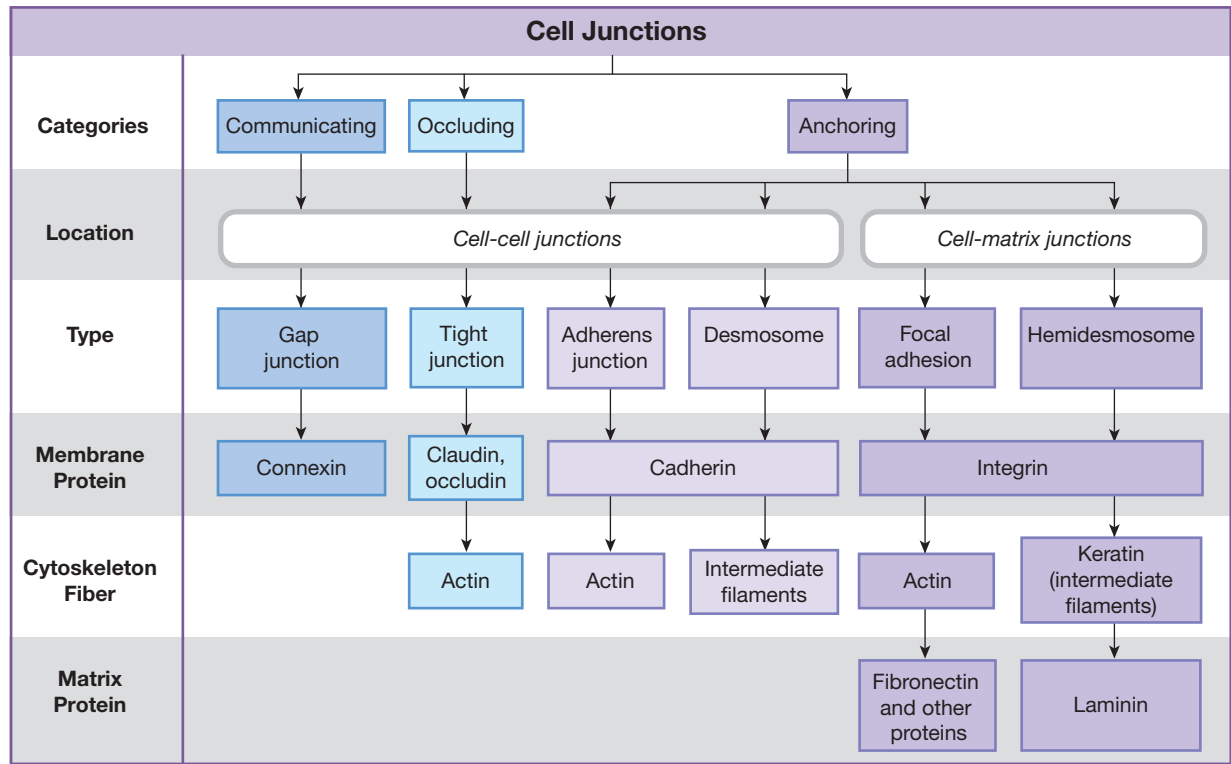 Cell Junctions
Categories
Communicating
Occluding
Anchoring
Location
Cell-cell junctions
Cell-matrix junctions
Type
Gap
junction
Tight
junction
Adherens
junction
Desmosome
Focal
adhesion
Hemidesmosome
Membrane
Protein
Connexin
Claudin,
occludin
Cadherin
Integrin
Cytoskeleton
Fiber
Actin
Actin
Intermediate
filaments
Actin
Keratin
(intermediate
filaments)
Matrix
Protein
Fibronectin
and other
proteins
Laminin